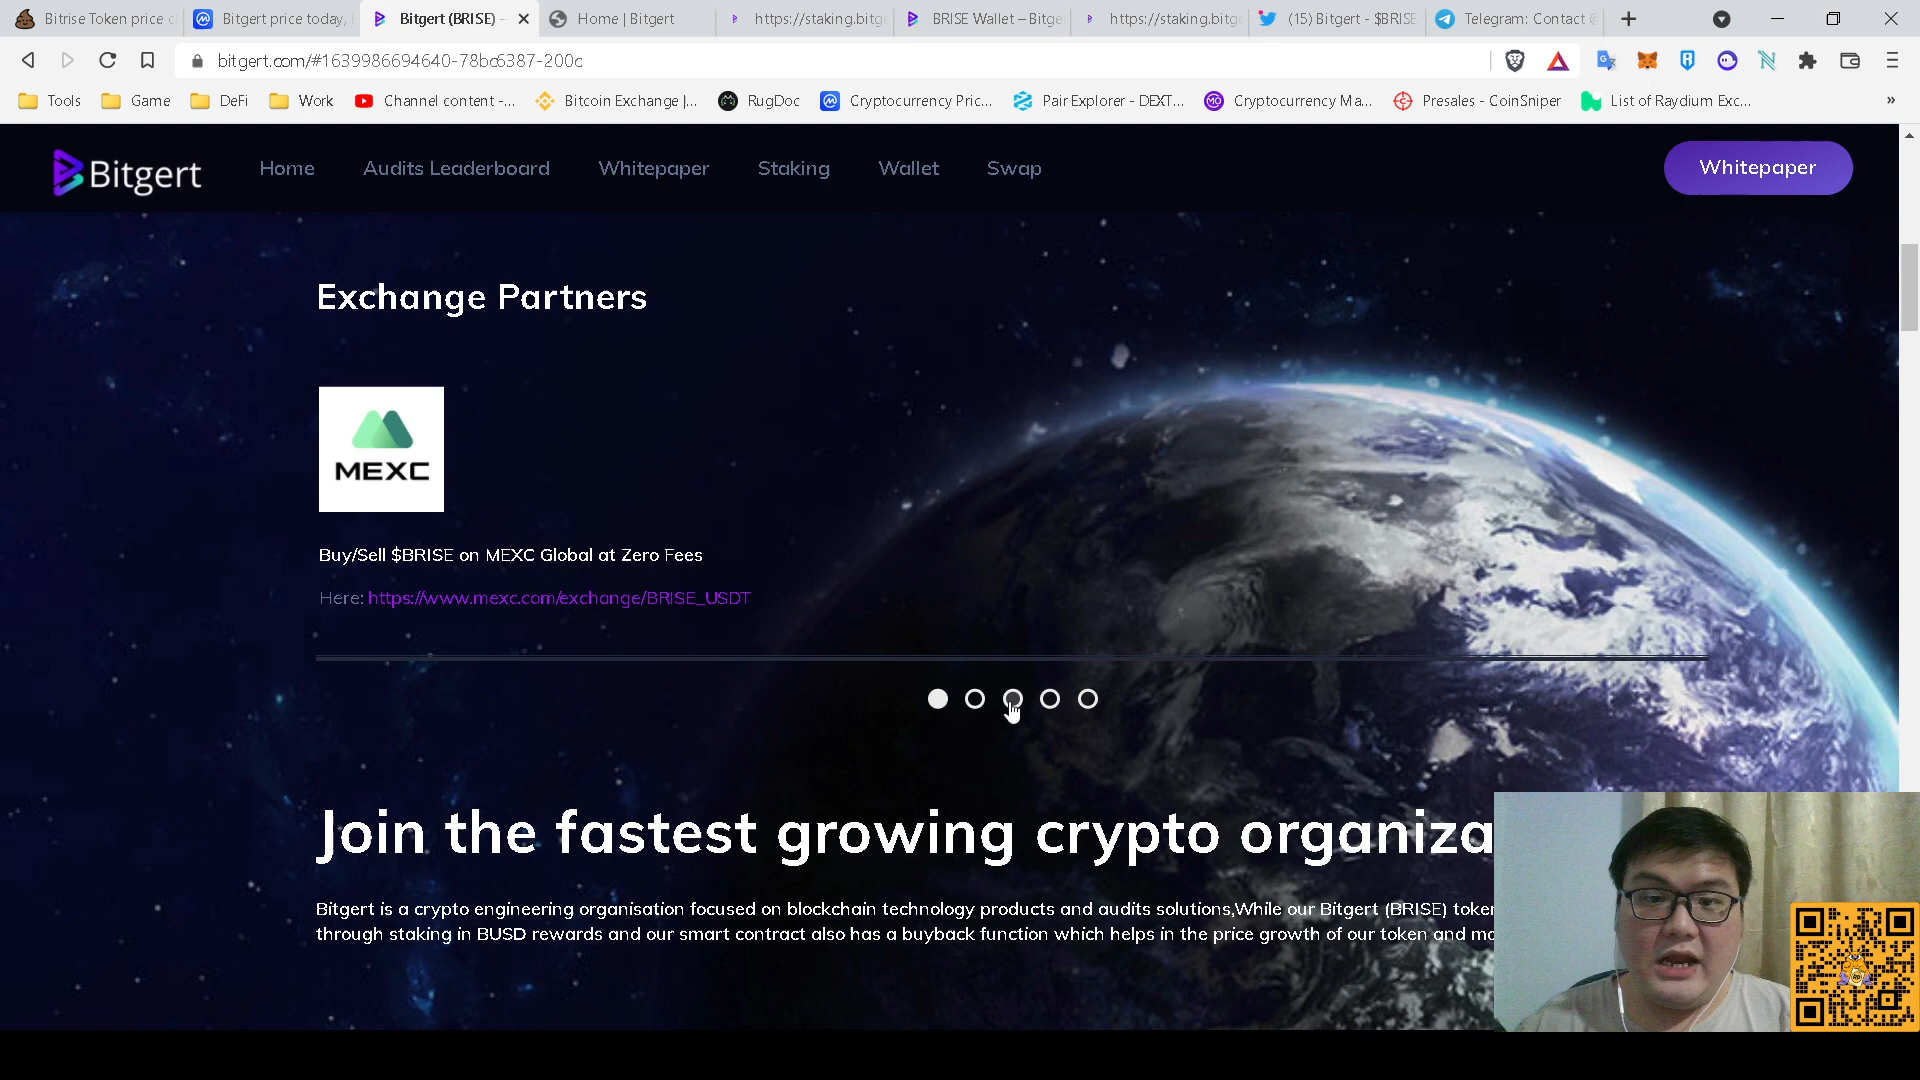 Bitrise Token price c
Bitgert price today,
Bitgert (BRISE) –
Home | Bitgert
https://staking.bitge
BRISE Wallet – Bitge
https://staking.bitge
(15) Bitgert - $BRISE
Telegram: Contact @
bitgert.com/#1639986694640-78bc6387-200c
Tools
Game
DeFi
Work
Channel content -...
Bitcoin Exchange |...
RugDoc
Cryptocurrency Pric...
Pair Explorer - DEXT...
Cryptocurrency Ma...
Presales - CoinSniper
List of Raydium Exc...
»
Bitgert
Home
Audits Leaderboard
Whitepaper
Staking
Wallet
Swap
Whitepaper
Exchange Partners
MEXC
Buy/Sell $BRISE on MEXC Global at Zero Fees
Here: https://www.mexc.com/exchange/BRISE_USDT
Join the fastest growing crypto organiza
Bitgert is a crypto engineering organisation focused on blockchain technology products and audits solutions,While our Bitgert (BRISE) token
through staking in BUSD rewards and our smart contract also has a buyback function which helps in the price growth of our token and mo